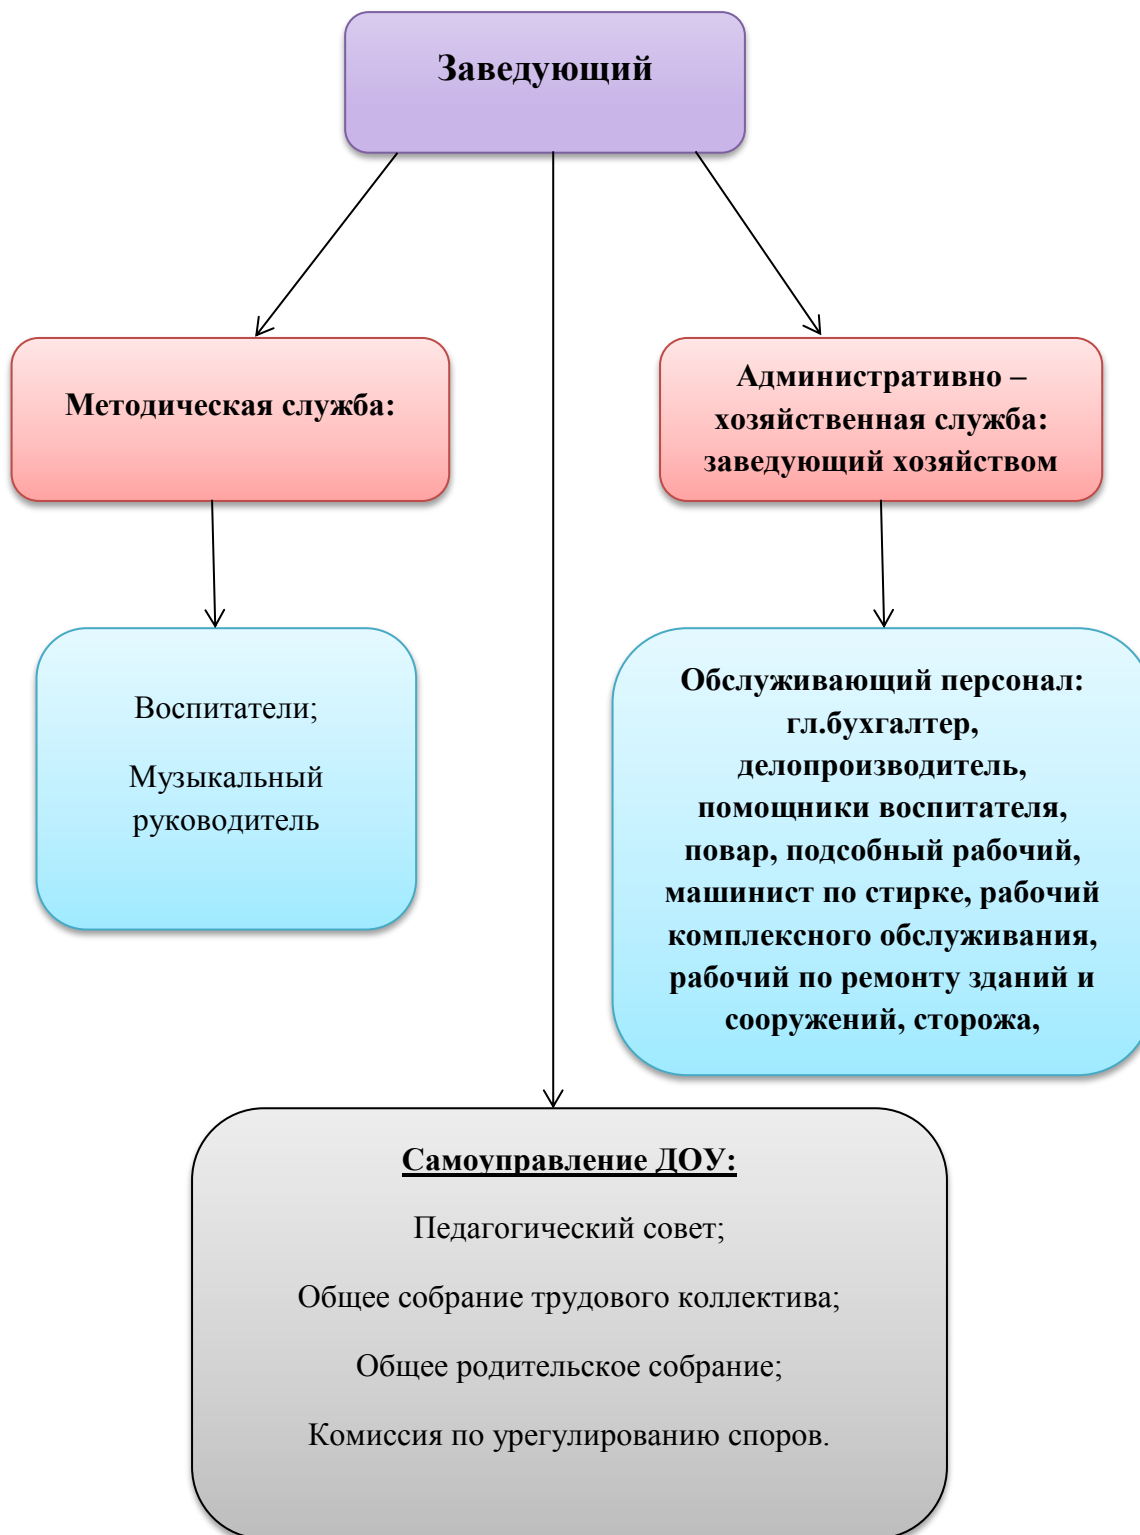 Заведующий
Методическая служба:
Административно –
хозяйственная служба:
заведующий хозяйством
Воспитатели;
Музыкальный
руководитель
Обслуживающий персонал:
гл.бухгалтер,
делопроизводитель,
помощники воспитателя,
повар, подсобный рабочий,
машинист по стирке, рабочий
комплексного обслуживания,
рабочий по ремонту зданий и
сооружений, сторожа,
Самоуправление ДОУ:
Педагогический совет;
Общее собрание трудового коллектива;
Общее родительское собрание;
Комиссия по урегулированию споров.